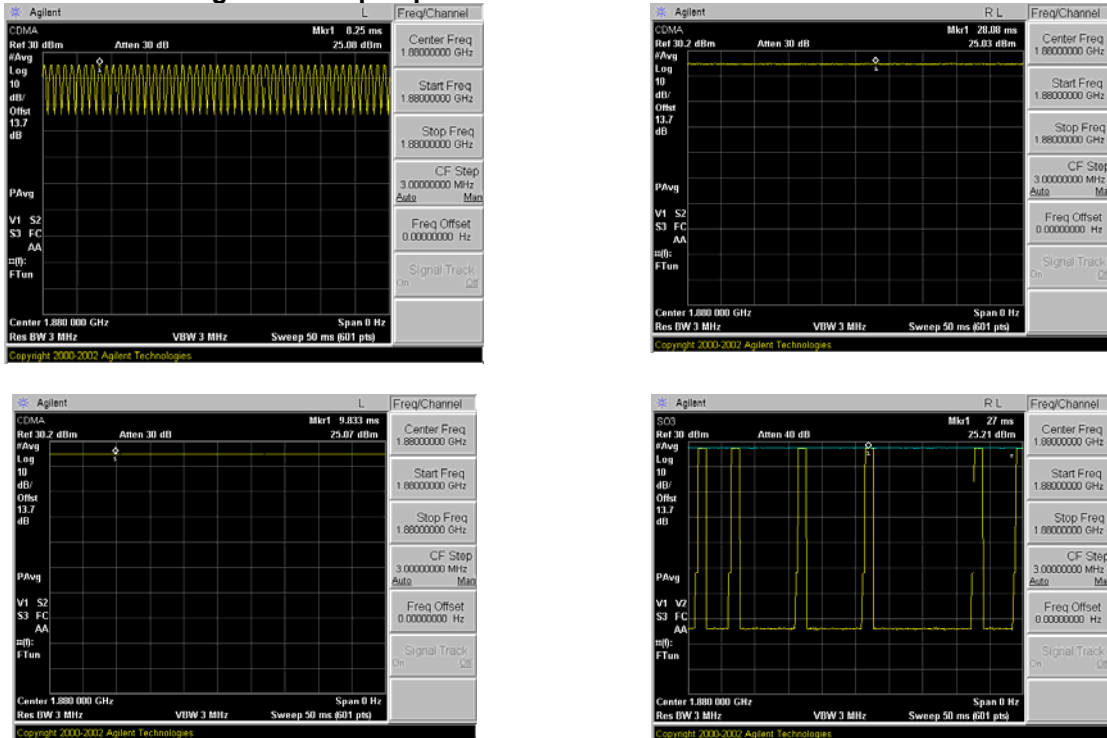 Agilent L Freq/Channel
CDMA Mkr1 8.25 ms
Ref 30 dBm Atten 30 dB 25.08 dBm
#Avg
Log
10
dB/
Offst
13.7
dB
1
PAvg
V1 S2
S3 FC
AA
¤(f):
FTun
Center 1.880 000 GHz Span 0 Hz
Res BW 3 MHz VBW 3 MHz Sweep 50 ms (601 pts)
Copyright 2000-2002 Agilent Technologies
Center Freq
1.88000000 GHz
Start Freq
1.88000000 GHz
Stop Freq
1.88000000 GHz
CF Step
3.00000000 MHz
Auto Man
Freq Offset
0.00000000 Hz
Signal Track
On Off
Agilent R L Freq/Channel
CDMA Mkr1 28.08 ms
Ref 30.2 dBm Atten 30 dB 25.03 dBm
#Avg
Log
10
dB/
Offst
13.7
dB
1
PAvg
V1 S2
S3 FC
AA
¤(f):
FTun
Center 1.880 000 GHz Span 0 Hz
Res BW 3 MHz VBW 3 MHz Sweep 50 ms (601 pts)
Copyright 2000-2002 Agilent Technologies
Center Freq
1.88000000 GHz
Start Freq
1.88000000 GHz
Stop Freq
1.88000000 GHz
CF Step
3.00000000 MHz
Auto Ma
Freq Offset
0.00000000 Hz
Signal Track
On
Agilent L Freq/Channel
CDMA Mkr1 9.833 ms
Ref 30.2 dBm Atten 30 dB 25.07 dBm
#Avg
Log
10
dB/
Offst
13.7
dB
1
PAvg
V1 S2
S3 FC
AA
¤(f):
FTun
Center 1.880 000 GHz Span 0 Hz
Res BW 3 MHz VBW 3 MHz Sweep 50 ms (601 pts)
Copyright 2000-2002 Agilent Technologies
Center Freq
1.88000000 GHz
Start Freq
1.88000000 GHz
Stop Freq
1.88000000 GHz
CF Step
3.00000000 MHz
Auto Man
Freq Offset
0.00000000 Hz
Signal Track
On Off
Agilent R L Freq/Channel
SO3 Mkr1 27 ms
Ref 30 dBm Atten 40 dB 25.21 dBm
#Avg
Log
10
dB/
Offst
13.7
dB
1
PAvg
V1 V2
S3 FC
AA
¤(f):
FTun
Center 1.880 000 GHz Span 0 Hz
Res BW 3 MHz VBW 3 MHz Sweep 50 ms (601 pts)
Copyright 2000-2002 Agilent Technologies
Center Freq
1.88000000 GHz
Start Freq
1.88000000 GHz
Stop Freq
1.88000000 GHz
CF Step
3.00000000 MHz
Auto Ma
Freq Offset
0.00000000 Hz
Signal Track
On